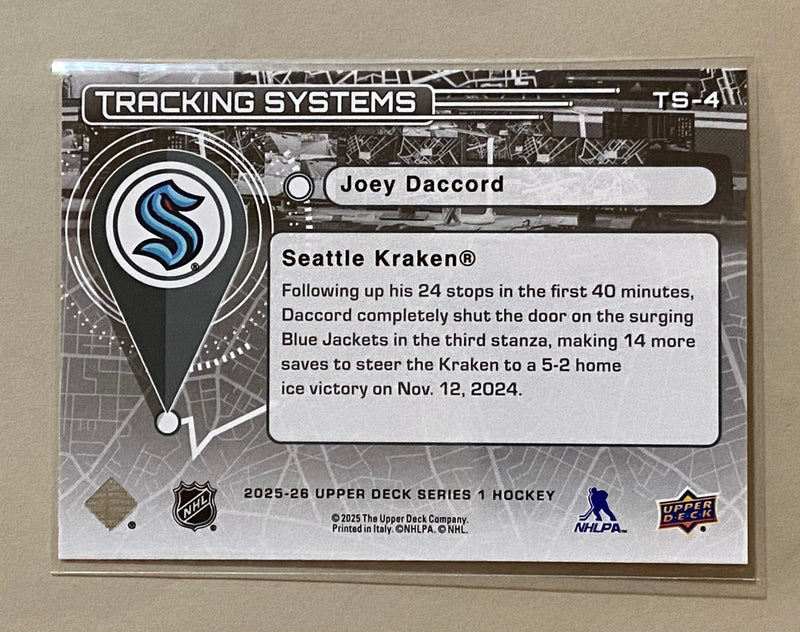 TRACKING SYSTEMS
TS-4
Joey Daccord
Seattle Kraken®
Following up his 24 stops in the first 40 minutes,
Daccord completely shut the door on the surging
Blue Jackets in the third stanza, making 14 more
saves to steer the Kraken to a 5-2 home
ice victory on Nov. 12, 2024.
NHL
2025-26 UPPER DECK SERIES 1 HOCKEY
© 2025 The Upper Deck Company.
Printed in Italy. ©NHLPA. © NHL.
NHLPA™
UPPER
D·E·C·K